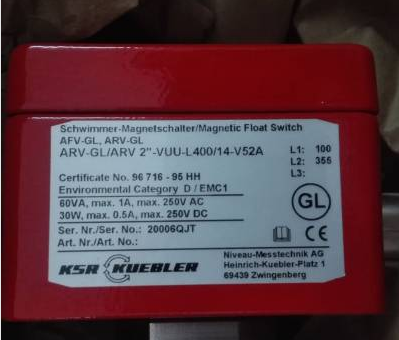 Schwimmer-Magnetschalter/Magnetic Float Switch
AFV-GL, ARV-GL
ARV-GL/ARV 2"-VUU-L400/14-V52A
L1: 100
L2: 355
L3:
Certificate No. 96 716 - 95 HH
Environmental Category D / EMC1
60VA, max. 1A, max. 250V AC
30W, max. 0.5A, max. 250V DC
GL
Ser. Nr./Ser. No.: 20006QJT
Art. Nr./Art. No.:
CE
KSR KUEBLER
Niveau-Messtechnik AG
Heinrich-Kuebler-Platz 1
69439 Zwingenberg